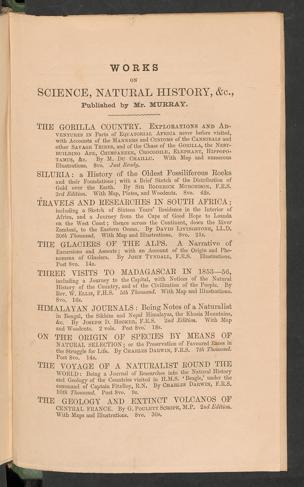 WORKS
ON
SCIENCE, NATURAL HISTORY, &c.,
Published by Mr. MURRAY.
THE GORILLA COUNTRY. EXPLORATIONS AND AD-
VENTURES IN Parts of EQUATORIAL AFRICA never before visited,
with Accounts of the MANNERS and CUSTOMS of the CANNIBALS and
other SAVAGE TRIBES, and of the Chase of the GORILLA, the NEST-
BUILDING APE, CHIMPANZEE, CROCODILE, ELEPHANT, HIPPOPO-
TAMUS, &c. By M. DU CHAILLU. With Map and numerous
Illustrations. 8vo. Just Ready.
SILURIA: a History of the Oldest Fossiliferous Rocks
and their Foundations; with a Brief Sketch of the Distribution of
Gold over the Earth. By SIR RODERICK MURCHISON, F.R.S.
3rd Edition. With Map, Plates, and Woodcuts. 8vo. 42s.
TRAVELS AND RESEARCHES IN SOUTH AFRICA;
including a Sketch of Sixteen Years' Residence in the Interior of
Africa, and a Journey from the Cape of Good Hope to Loanda
on the West Coast; thence across the Continent, down the River
Zambesi, to the Eastern Ocean. By DAVID LIVINGSTONE, LL.D.
30th Thousand. With Map and Illustrations. 8vo. 21s.
THE GLACIERS OF THE ALPS. A Narrative of
Excursions and Ascents; with an Account of the Origin and Phe-
nomena of Glaciers. By JOHN TYNDALL, F.R.S. Illustrations.
Post 8vo. 14s.
THREE VISITS TO MADAGASCAR IN 1853—56,
including a Journey to the Capital, with Notices of the Natural
History of the Country, and of the Civilization of the People. By
REV. W. ELLIS, F.H.S. 5th Thousand. With Map and Illustrations.
8vo. 16s.
HIMALAYAN JOURNALS: Being Notes of a Naturalist
in Bengal, the Sikkim and Nepal Himalayas, the Khasia Mountains,
&c. By JOSEPH D. HOOKER, F.R.S. 2nd Edition. With Map
and Woodcuts. 2 vols. Post 8vo. 18s.
ON THE ORIGIN OF SPECIES BY MEANS OF
NATURAL SELECTION; or the Preservation of Favoured Races in
the Struggle for Life. By CHARLES DARWIN, F.R.S. 7th Thousand.
Post 8vo. 14s.
THE VOYAGE OF A NATURALIST ROUND THE
WORLD: Being a Journal of Researches into the Natural History
and Geology of the Countries visited in H.M.S. 'Beagle,' under the
command of Captain Fitzroy, R.N. By CHARLES DARWIN, F.R.S.
10th Thousand. Post 8vo. 9s.
THE GEOLOGY AND EXTINCT VOLCANOS OF
CENTRAL FRANCE. By G. POULETT SCROPE, M.P. 2nd Edition.
With Maps and Illustrations. 8vo. 30s.